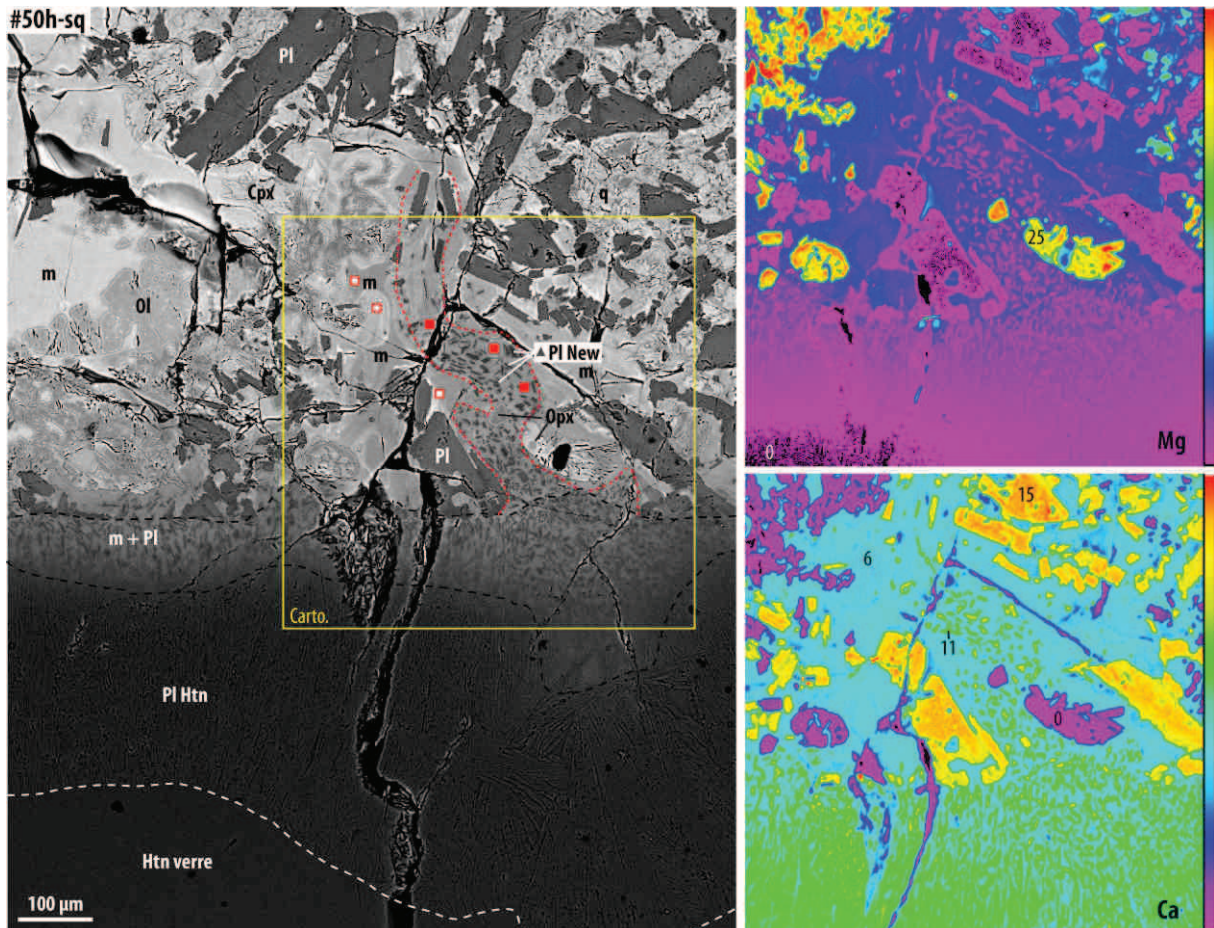 #50h-sq
Pl
Cpx
q
m
m
Ol
m
▲ Pl New
m
Opx
Pl
m + Pl
Carto.
Pl Htn
Htn verre
100 µm
25
0
Mg
15
6
11
0
Ca